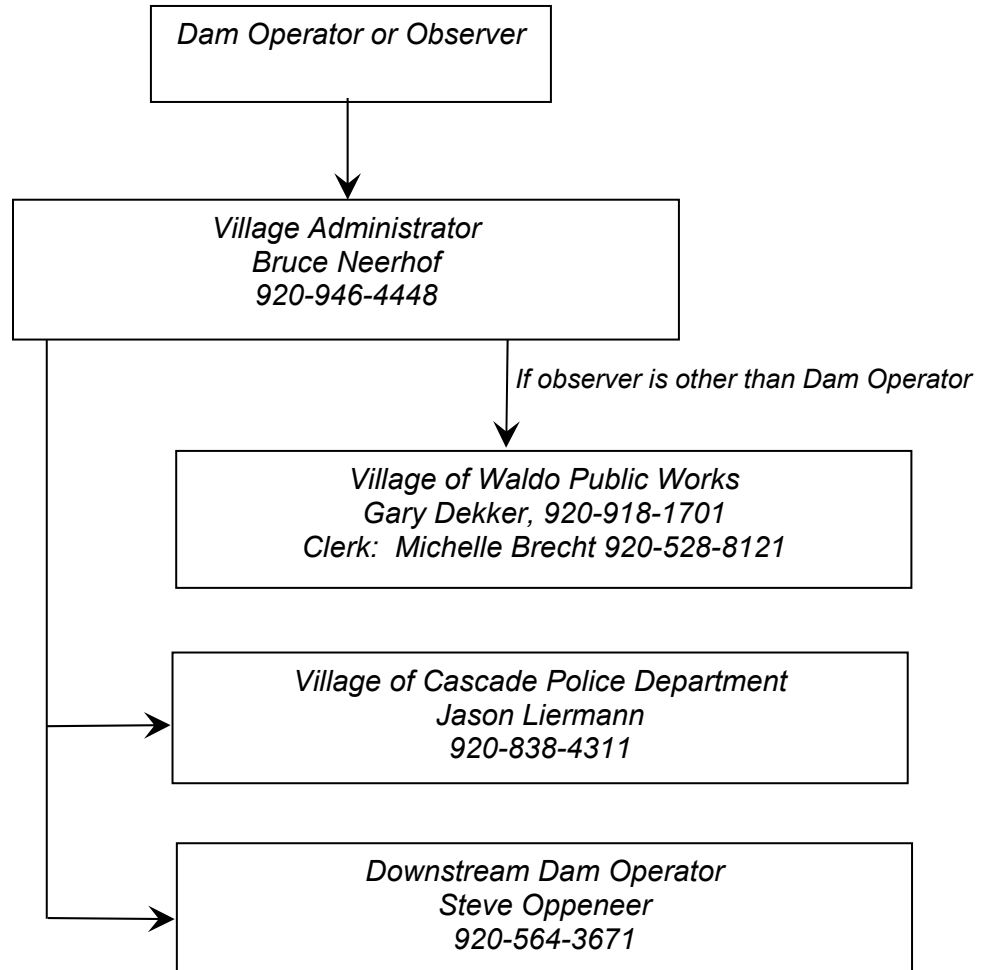 Dam Operator or Observer
Village Administrator
Bruce Neerhof
920-946-4448
If observer is other than Dam Operator
Village of Waldo Public Works
Gary Dekker, 920-918-1701
Clerk:  Michelle Brecht 920-528-8121
Village of Cascade Police Department
Jason Liermann
920-838-4311
Downstream Dam Operator
Steve Oppeneer
920-564-3671